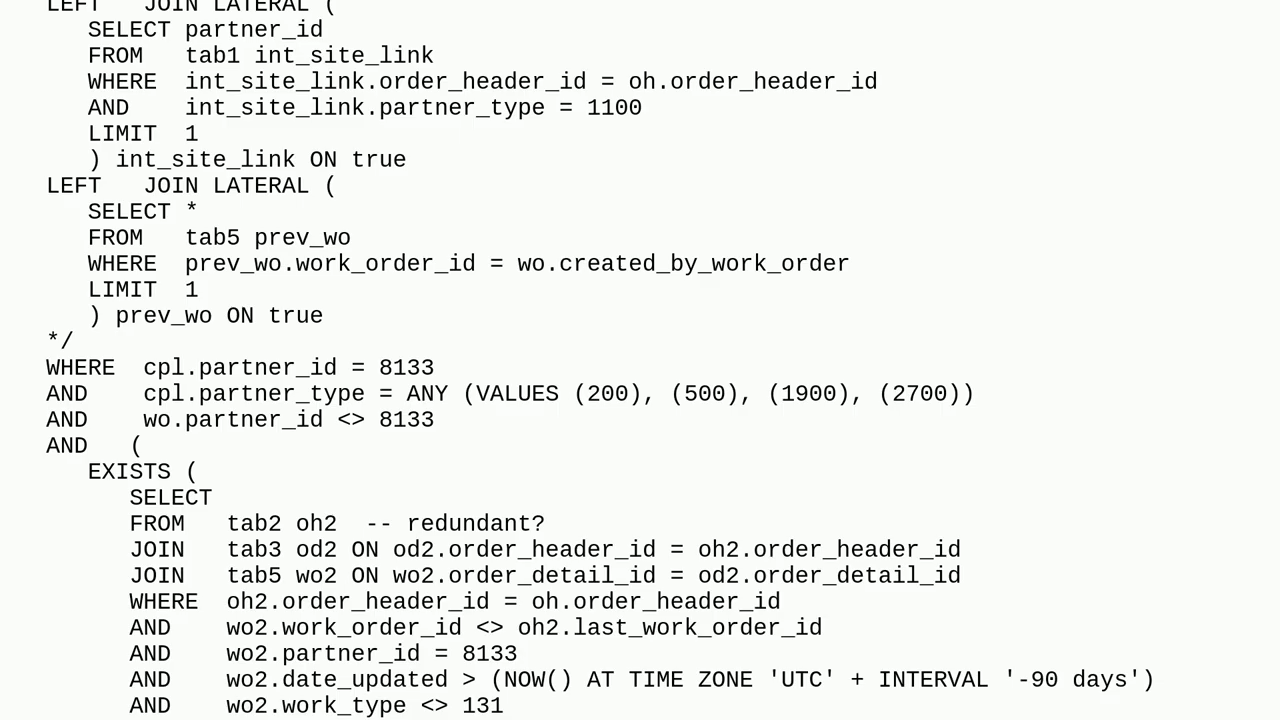 LEFT   JOIN LATERAL (
   SELECT partner_id
   FROM   tab1 int_site_link
   WHERE  int_site_link.order_header_id = oh.order_header_id
   AND    int_site_link.partner_type = 1100
   LIMIT  1
   ) int_site_link ON true
LEFT   JOIN LATERAL (
   SELECT *
   FROM   tab5 prev_wo
   WHERE  prev_wo.work_order_id = wo.created_by_work_order
   LIMIT  1
   ) prev_wo ON true
*/
WHERE  cpl.partner_id = 8133
AND    cpl.partner_type = ANY (VALUES (200), (500), (1900), (2700))
AND    wo.partner_id <> 8133
AND   (
   EXISTS (
      SELECT
      FROM   tab2 oh2  -- redundant?
      JOIN   tab3 od2 ON od2.order_header_id = oh2.order_header_id
      JOIN   tab5 wo2 ON wo2.order_detail_id = od2.order_detail_id
      WHERE  oh2.order_header_id = oh.order_header_id
      AND    wo2.work_order_id <> oh2.last_work_order_id
      AND    wo2.partner_id = 8133
      AND    wo2.date_updated > (NOW() AT TIME ZONE 'UTC' + INTERVAL '-90 days')
      AND    wo2.work_type <> 131